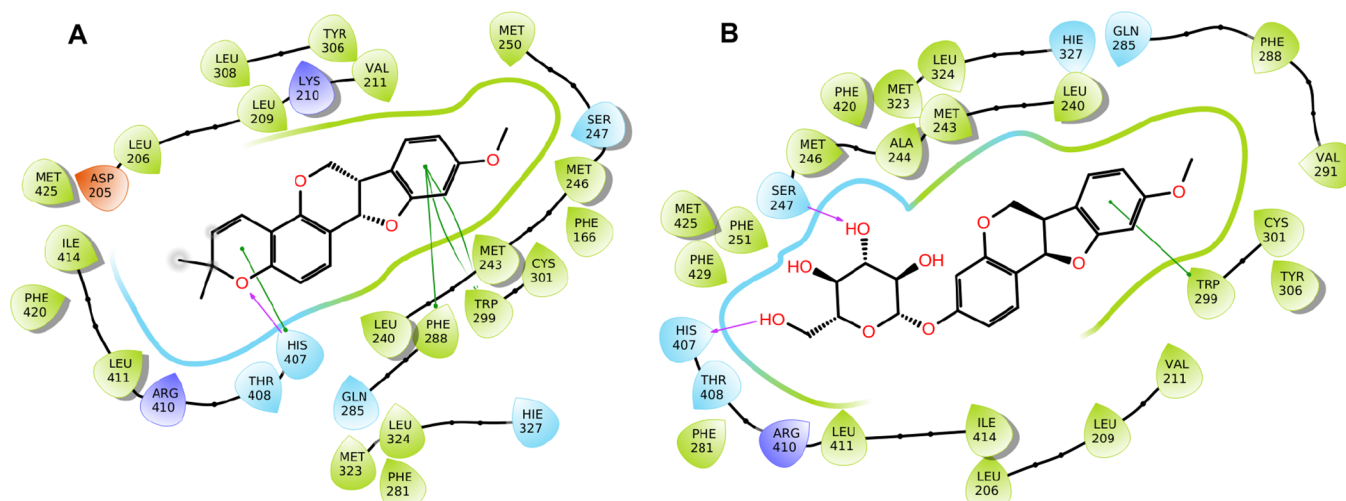 A
LEU
308
TYR
306
LYS
210
VAL
211
MET
250
LEU
209
SER
247
LEU
206
MET
425
ASP
205
MET
246
PHE
166
ILE
414
MET
243
CYS
301
TRP
299
PHE
420
LEU
240
PHE
288
HIS
407
LEU
411
ARG
410
THR
408
GLN
285
LEU
324
HIE
327
MET
323
PHE
281
O
O
O
O
B
HIE
327
GLN
285
PHE
288
LEU
324
MET
323
PHE
420
LEU
240
MET
243
ALA
244
MET
246
VAL
291
SER
247
MET
425
PHE
251
PHE
429
CYS
301
TYR
306
TRP
299
HIS
407
THR
408
VAL
211
PHE
281
ARG
410
LEU
411
ILE
414
LEU
209
LEU
206
HO
HO
OH
HO
O
O
O
O
O